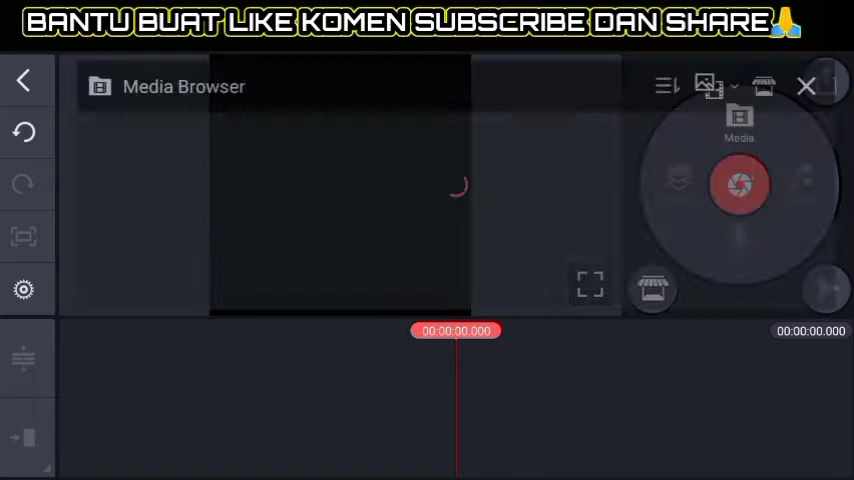 BANTU BUAT LIKE KOMEN SUBSCRIBE DAN SHARE🙏
Media Browser
Media
00:00:00.000
00:00:00.000